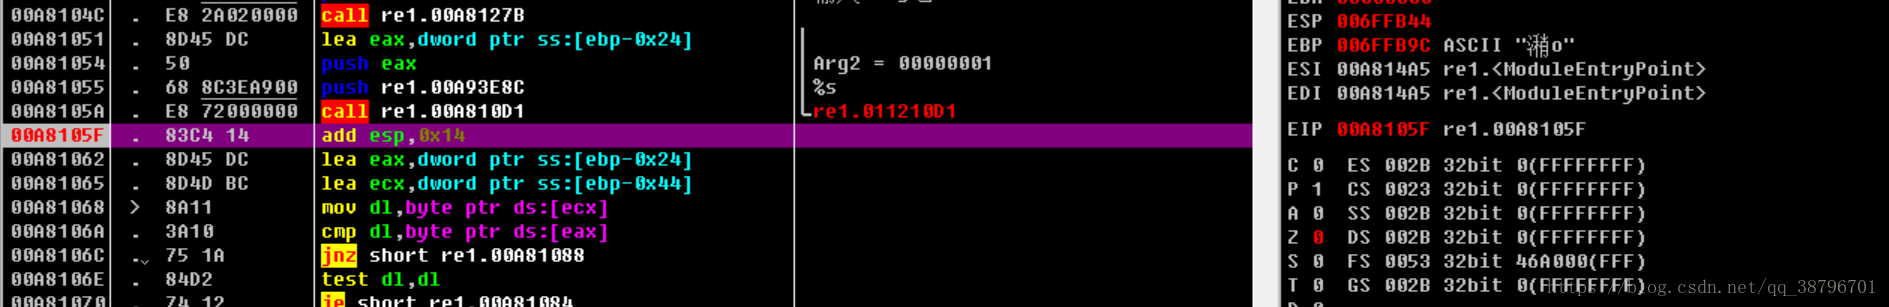 00A8104C . E8 2A020000 call re1.00A8127B
00A81051 . 8D45 DC lea eax,dword ptr ss:[ebp-0x24]
00A81054 . 50 push eax Arg2 = 00000001
00A81055 . 68 8C3EA900 push re1.00A93E8C %s
00A8105A . E8 72000000 call re1.00A810D1 re1.011210D1
00A8105F . 83C4 14 add esp,0x14
00A81062 . 8D45 DC lea eax,dword ptr ss:[ebp-0x24]
00A81065 . 8D4D BC lea ecx,dword ptr ss:[ebp-0x44]
00A81068 > 8A11 mov dl,byte ptr ds:[ecx]
00A8106A . 3A10 cmp dl,byte ptr ds:[eax]
00A8106C . 75 1A jnz short re1.00A81088
00A8106E . 84D2 test dl,dl
00A81070 . 74 12 je short re1.00A81084
ESP 006FFB44
EBP 006FFB9C ASCII "o"
ESI 00A814A5 re1.<ModuleEntryPoint>
EDI 00A814A5 re1.<ModuleEntryPoint>
EIP 00A8105F re1.00A8105F
C 0 ES 002B 32bit 0(FFFFFFFF)
P 1 CS 0023 32bit 0(FFFFFFFF)
A 0 SS 002B 32bit 0(FFFFFFFF)
Z 0 DS 002B 32bit 0(FFFFFFFF)
S 0 FS 0053 32bit 46A000(FFF)
T 0 GS 002B 32bit 0(FFFFFFFF)
https://blog.csdn.net/qq_38796701